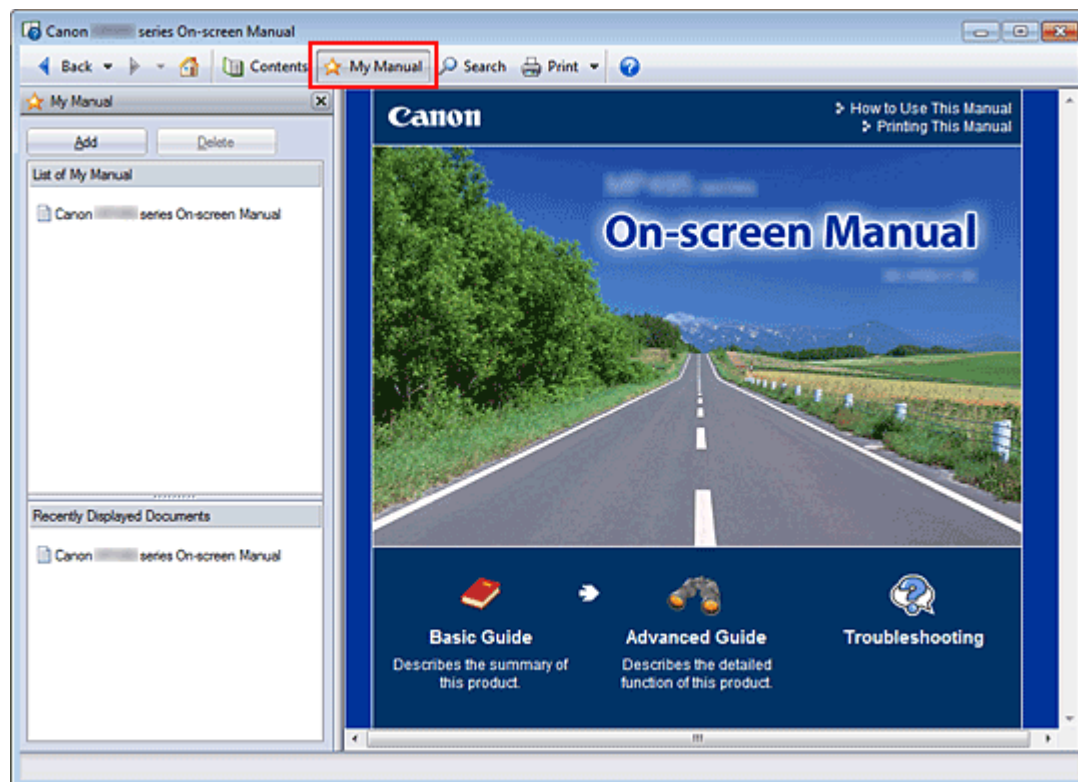 Canon series On-screen Manual
Back Contents My Manual Search Print
My Manual
Add Delete
List of My Manual
Canon series On-screen Manual
Recently Displayed Documents
Canon series On-screen Manual
Canon
How to Use This Manual
Printing This Manual
series
On-screen Manual
Basic Guide
Describes the summary of
this product.
Advanced Guide
Describes the detailed
function of this product.
Troubleshooting